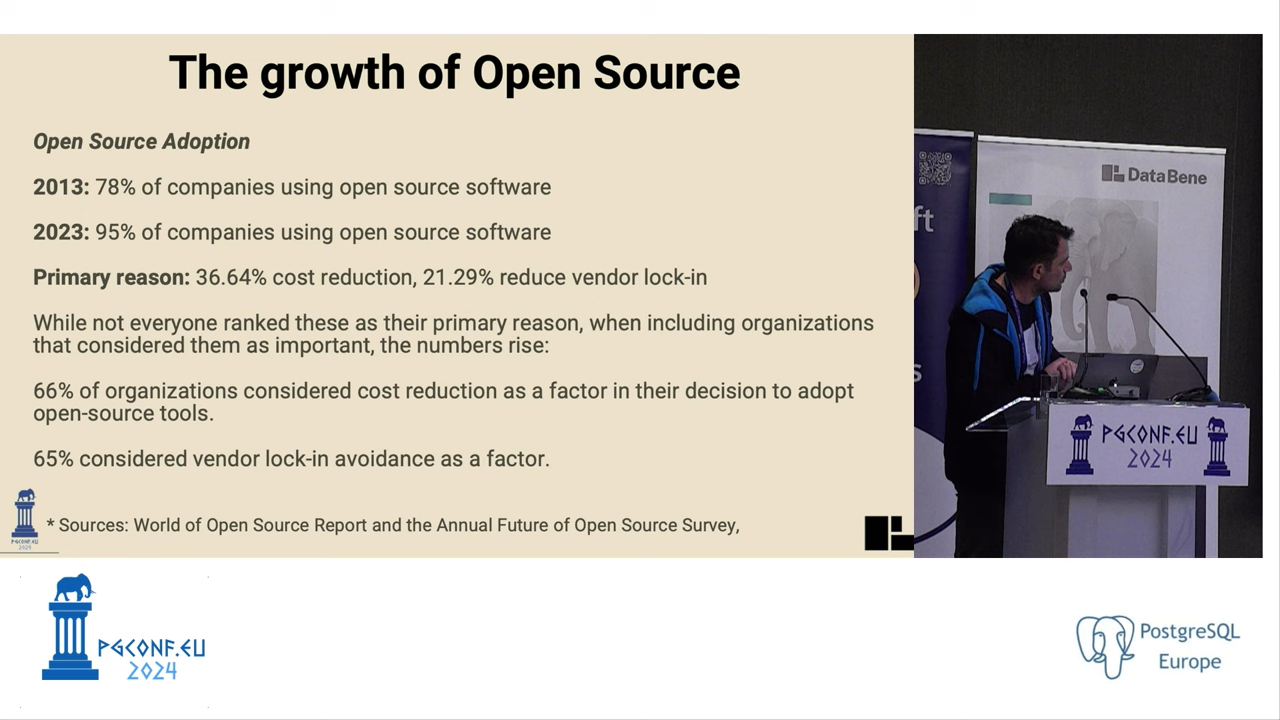 The growth of Open Source
Open Source Adoption
2013: 78% of companies using open source software
2023: 95% of companies using open source software
Primary reason: 36.64% cost reduction, 21.29% reduce vendor lock-in
While not everyone ranked these as their primary reason, when including organizations
that considered them as important, the numbers rise:
66% of organizations considered cost reduction as a factor in their decision to adopt
open-source tools.
65% considered vendor lock-in avoidance as a factor.
* Sources: World of Open Source Report and the Annual Future of Open Source Survey,
PGCONF.EU
2024
DataBene
ft
s
PGCONF.EU
2024
PGCONF.EU
2024
PostgreSQL
Europe